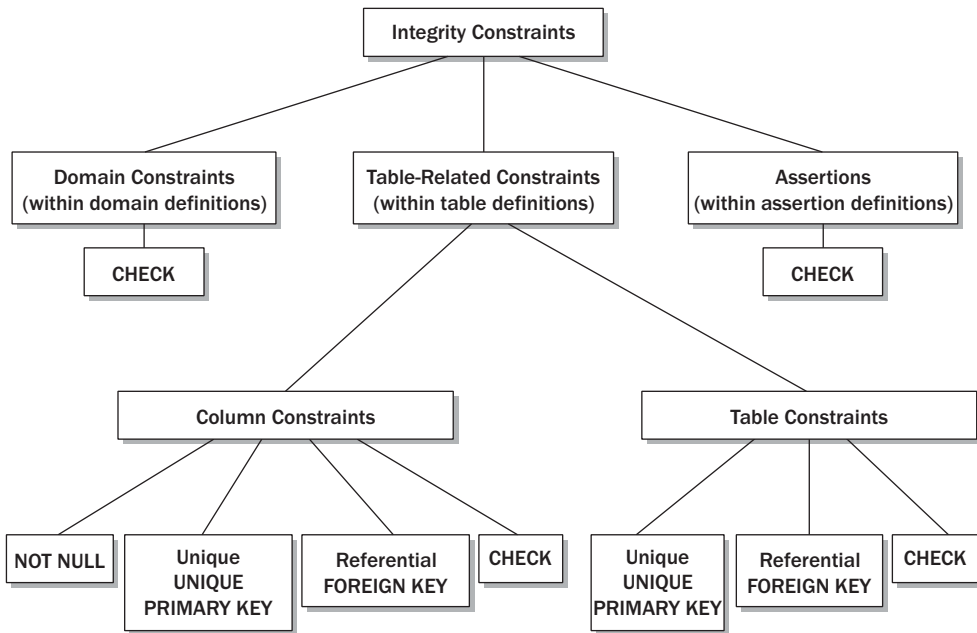 Integrity Constraints
Domain Constraints
(within domain definitions)
Table-Related Constraints
(within table definitions)
Assertions
(within assertion definitions)
CHECK
CHECK
Column Constraints
Table Constraints
NOT NULL
Unique
UNIQUE
PRIMARY KEY
Referential
FOREIGN KEY
CHECK
Unique
UNIQUE
PRIMARY KEY
Referential
FOREIGN KEY
CHECK